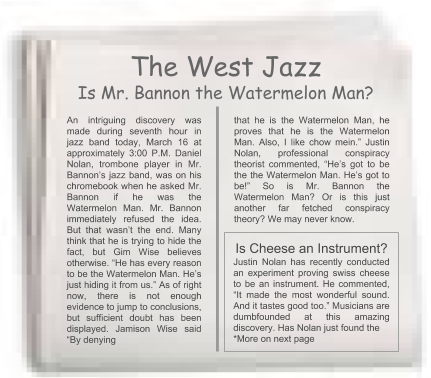 The West Jazz
Is Mr. Bannon the Watermelon Man?
An intriguing discovery was
made during seventh hour in
jazz band today, March 16 at
approximately 3:00 P.M. Daniel
Nolan, trombone player in Mr.
Bannon's jazz band, was on his
chromebook when he asked Mr.
Bannon if he was the
Watermelon Man. Mr. Bannon
immediately refused the idea.
But that wasn't the end. Many
think that he is trying to hide the
fact, but Gim Wise believes
otherwise. "He has every reason
to be the Watermelon Man. He's
just hiding it from us." As of right
now, there is not enough
evidence to jump to conclusions,
but sufficient doubt has been
displayed. Jamison Wise said
"By denying
that he is the Watermelon Man, he
proves that he is the Watermelon
Man. Also, I like chow mein." Justin
Nolan, professional conspiracy
theorist commented, "He's got to be
the the Watermelon Man. He's got to
be!" So is Mr. Bannon the
Watermelon Man? Or is this just
another far fetched conspiracy
theory? We may never know.
Is Cheese an Instrument?
Justin Nolan has recently conducted
an experiment proving swiss cheese
to be an instrument. He commented,
"It made the most wonderful sound.
And it tastes good too." Musicians are
dumbfounded at this amazing
discovery. Has Nolan just found the
*More on next page